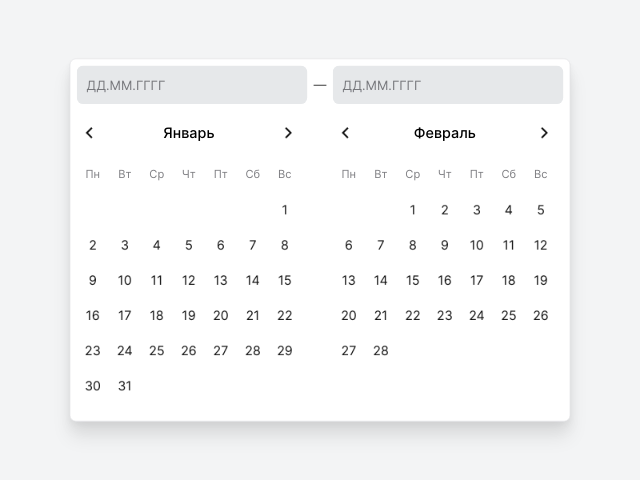 ДД.ММ.ГГГГ — ДД.ММ.ГГГГ
Январь
Пн Вт Ср Чт Пт Сб Вс
1
2 3 4 5 6 7 8
9 10 11 12 13 14 15
16 17 18 19 20 21 22
23 24 25 26 27 28 29
30 31
Февраль
Пн Вт Ср Чт Пт Сб Вс
1 2 3 4 5
6 7 8 9 10 11 12
13 14 15 16 17 18 19
20 21 22 23 24 25 26
27 28